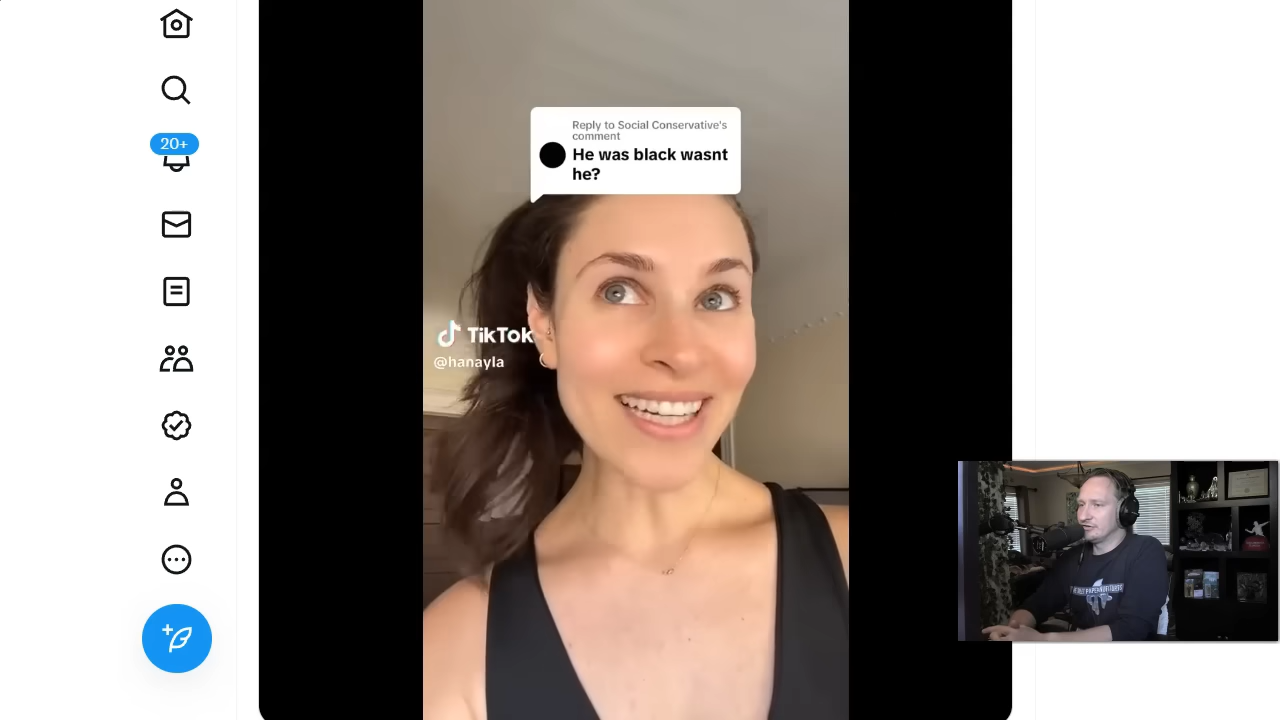 20+
Reply to Social Conservative's
comment
He was black wasnt
he?
TikTok
@hanayla